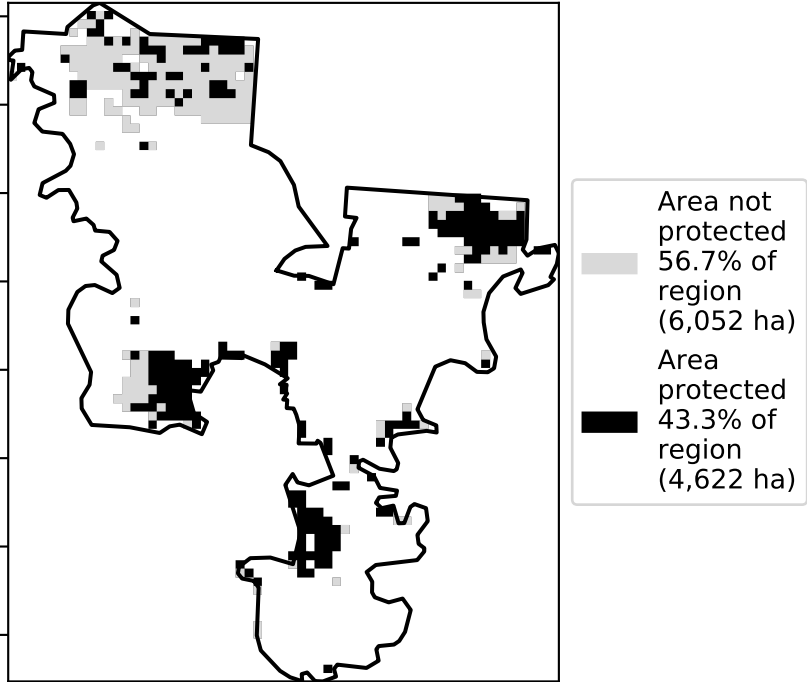 Area not
protected
56.7% of
region
(6,052 ha)
Area
protected
43.3% of
region
(4,622 ha)